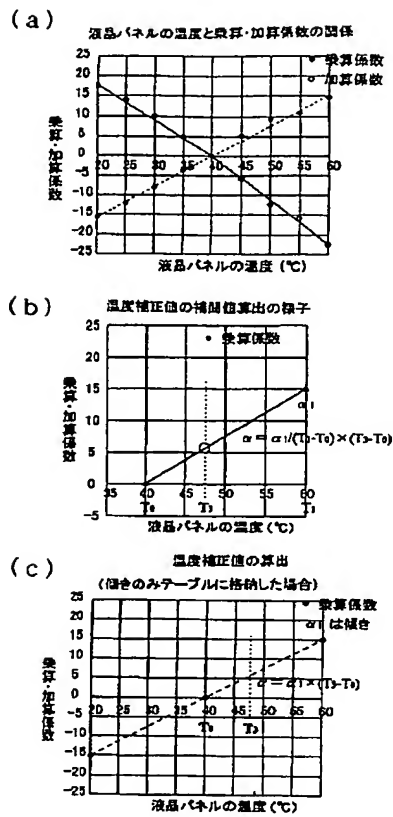 (a)
液晶パネルの温度と乗算・加算係数の関係
25
乗算係数
20
加算係数
15
10
5
0
20 25 30 35 40 45 50 55 60
-5
-10
-15
-20
-25
乗算・加算係数
液晶パネルの温度(℃)
(b)
温度補正値の補間値算出の様子
25
乗算係数
20
15
α1
10
α=α1/(T1-T0)×(T3-T0)
5
0
35 40 45 50 55 60
T0 T3 T1
-5
乗算・加算係数
液晶パネルの温度(℃)
(c)
温度補正値の算出
(傾きのみテーブルに格納した場合)
25
乗算係数
20
α1は傾き
15
10
5
α=α1×(T3-T0)
0
20 25 30 35 40 45 50 55 60
T0 T3
-5
-10
-15
-20
-25
乗算・加算係数
液晶パネルの温度(℃)